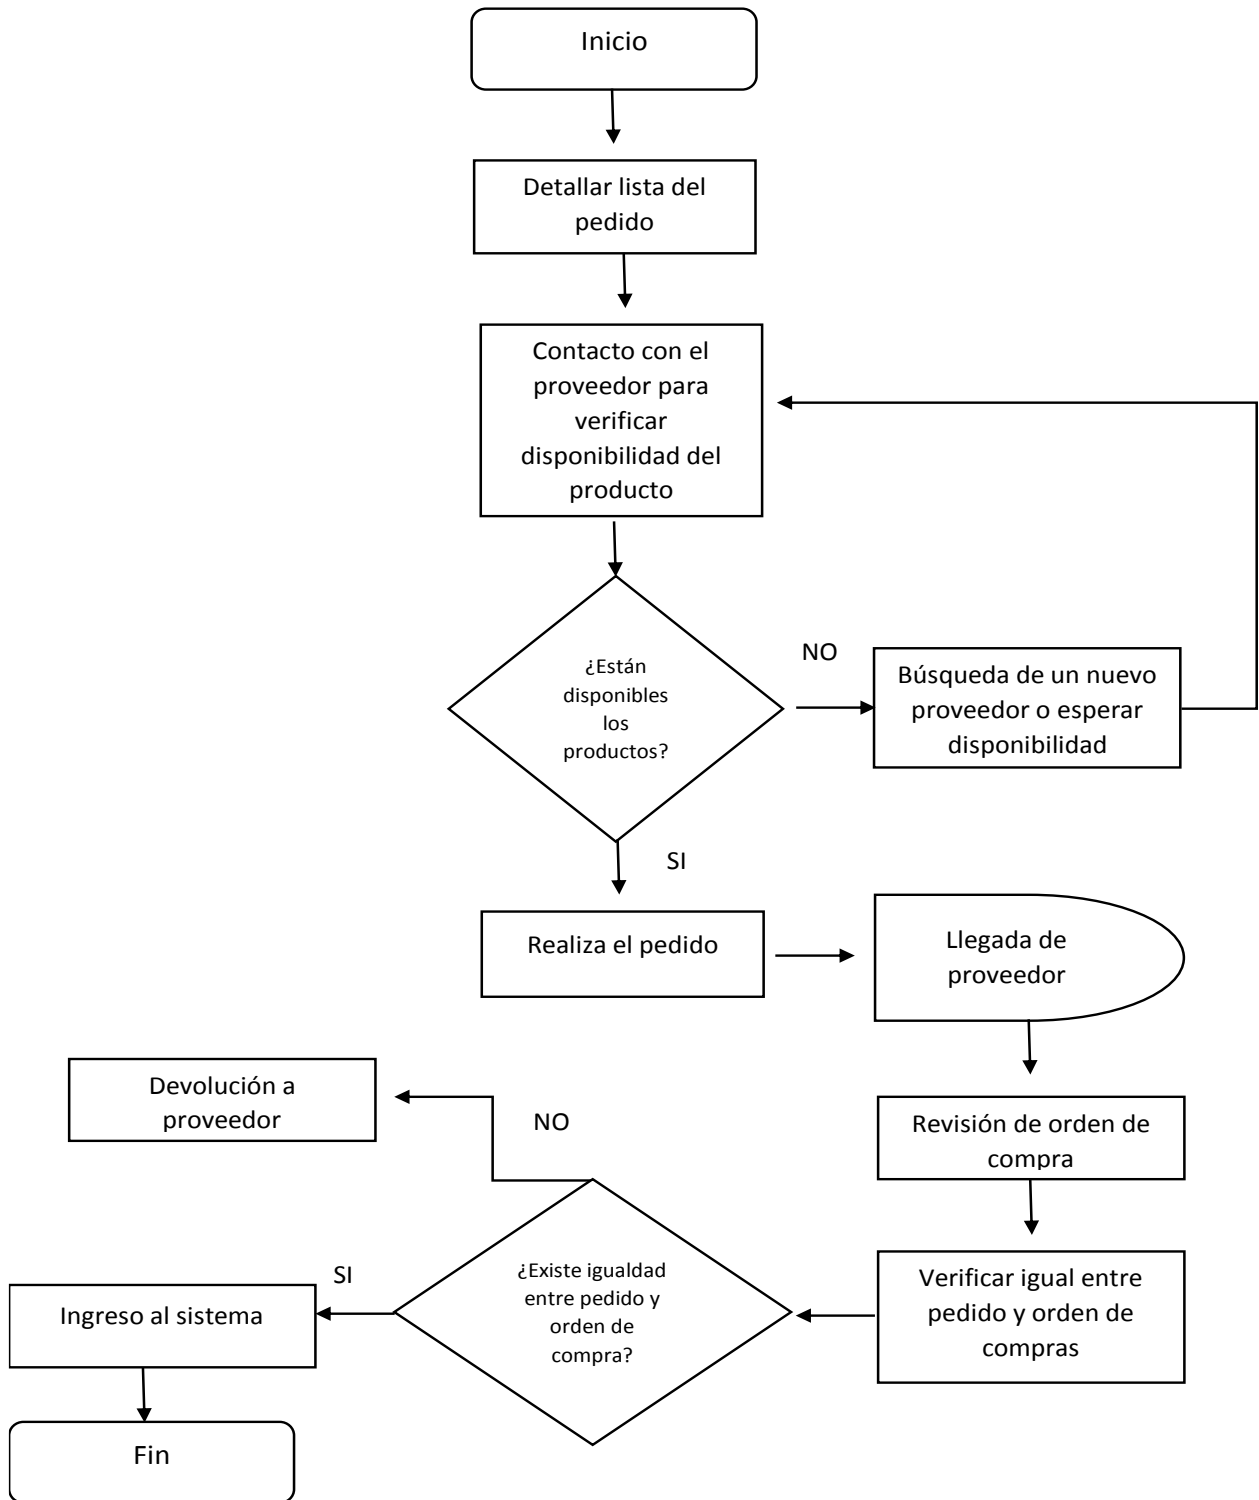 Inicio
Detallar lista del
pedido
Contacto con el
proveedor para
verificar
disponibilidad del
producto
¿Están
disponibles
los
productos?
NO
Búsqueda de un nuevo
proveedor o esperar
disponibilidad
SI
Realiza el pedido
Llegada de
proveedor
Devolución a
proveedor
NO
Revisión de orden de
compra
¿Existe igualdad
entre pedido y
orden de
compra?
SI
Verificar igual entre
pedido y orden de
compras
Ingreso al sistema
Fin